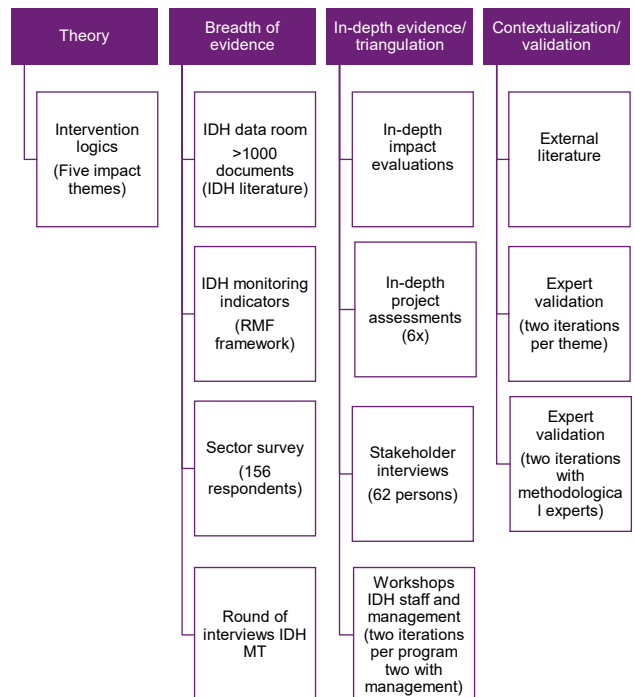 Theory
Breadth of
evidence
In-depth evidence/
triangulation
Contextualization/
validation
Intervention
logics
(Five impact
themes)
IDH data room
>1000
documents
(IDH literature)
In-depth
impact
evaluations
External
literature
IDH monitoring
indicators
(RMF
framework)
In-depth
project
assessments
(6x)
Expert
validation
(two iterations
per theme)
Sector survey
(156
respondents)
Stakeholder
interviews
(62 persons)
Expert
validation
(two iterations
with
methodologica
l experts)
Round of
interviews IDH
MT
Workshops
IDH staff and
management
(two iterations
per program
two with
management)